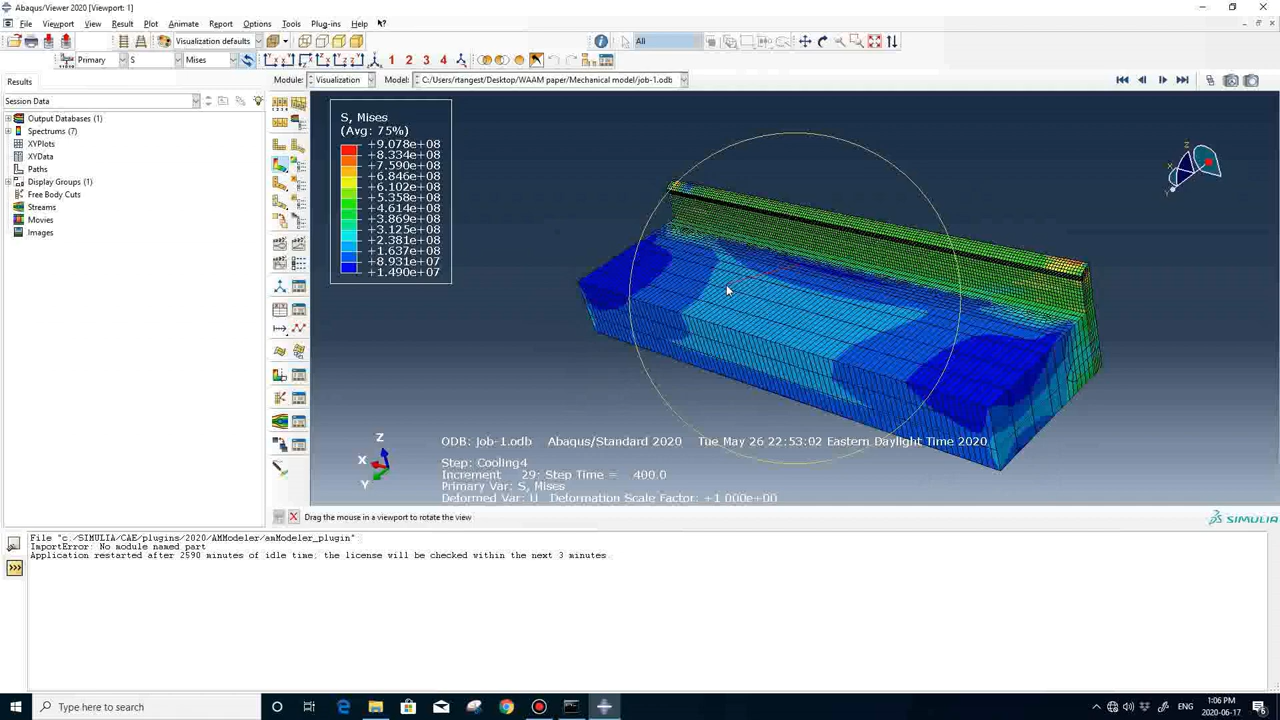 Abaqus/Viewer 2020 [Viewport: 1]
File Viewport View Result Plot Animate Report Options Tools Plug-ins Help
Visualization defaults
All
Primary S Mises
1 2 3 4
Results
Module: Visualization Model: C:/Users/rtangest/Desktop/WAAM paper/Mechanical model/job-1.odb
Session Data
Output Databases (1)
Spectrums (7)
XYPlots
XYData
Paths
Display Groups (1)
Free Body Cuts
Streams
Movies
Images
S, Mises
(Avg: 75%)
+9.078e+08
+8.334e+08
+7.590e+08
+6.846e+08
+6.102e+08
+5.358e+08
+4.614e+08
+3.869e+08
+3.125e+08
+2.381e+08
+1.637e+08
+8.931e+07
+1.490e+07
Z
Z
X
Y
ODB: job-1.odb Abaqus/Standard 2020 Tue May 26 22:53:02 Eastern Daylight Time 2020
Step: Cooling4
Increment 29: Step Time = 400.0
Primary Var: S, Mises
Deformed Var: U Deformation Scale Factor: +1.000e+00
Drag the mouse in a viewport to rotate the view
SIMULIA
File "c:/SIMULIA/CAE/plugins/2020/AMModeler/amModeler_plugin"
ImportError: No module named part
Application restarted after 2590 minutes of idle time; the license will be checked within the next 3 minutes.
>>>
Type here to search
ENG
1:06 PM
2020-06-17